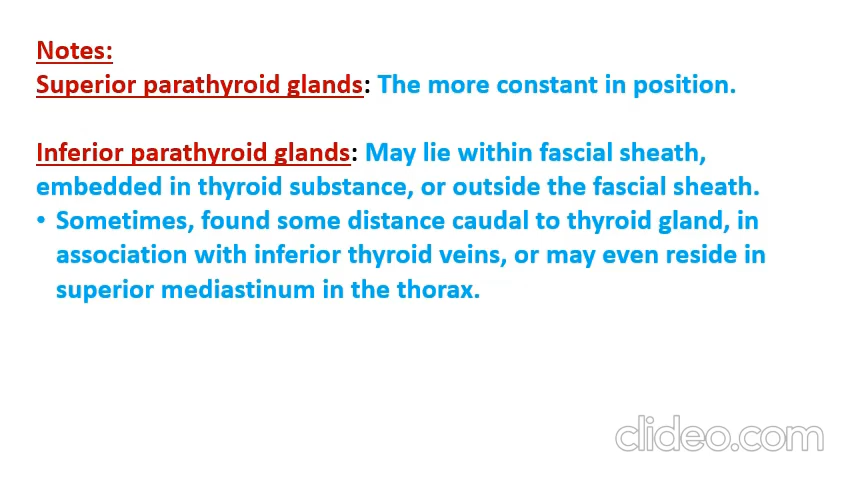 Notes:
Superior parathyroid glands: The more constant in position.
Inferior parathyroid glands: May lie within fascial sheath,
embedded in thyroid substance, or outside the fascial sheath.
• Sometimes, found some distance caudal to thyroid gland, in
association with inferior thyroid veins, or may even reside in
superior mediastinum in the thorax.
clideo.com